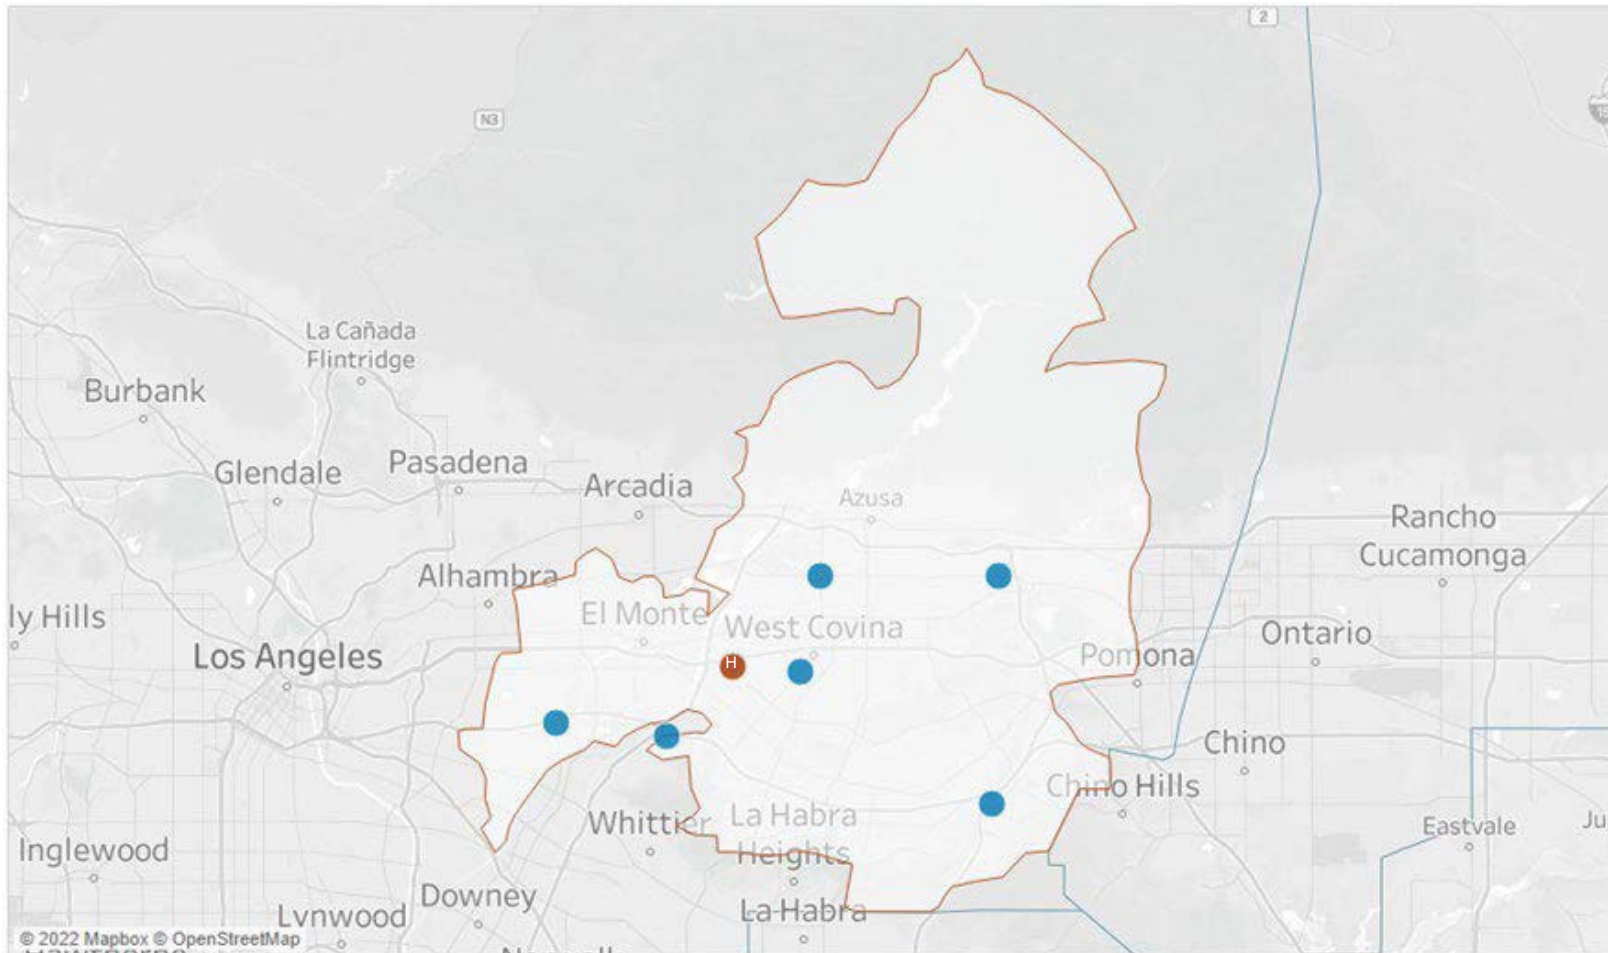 2
N3
15
La Cañada
Flintridge
Burbank
Pasadena
Glendale
Arcadia
Azusa
Rancho
Cucamonga
Alhambra
El Monte
West Covina
ly Hills
Ontario
Los Angeles
Pomona
H
Chino
Chino Hills
Whittier
La Habra
Heights
Eastvale
Ju
Inglewood
Downey
La Habra
Lynwood
© 2022 Mapbox © OpenStreetMap